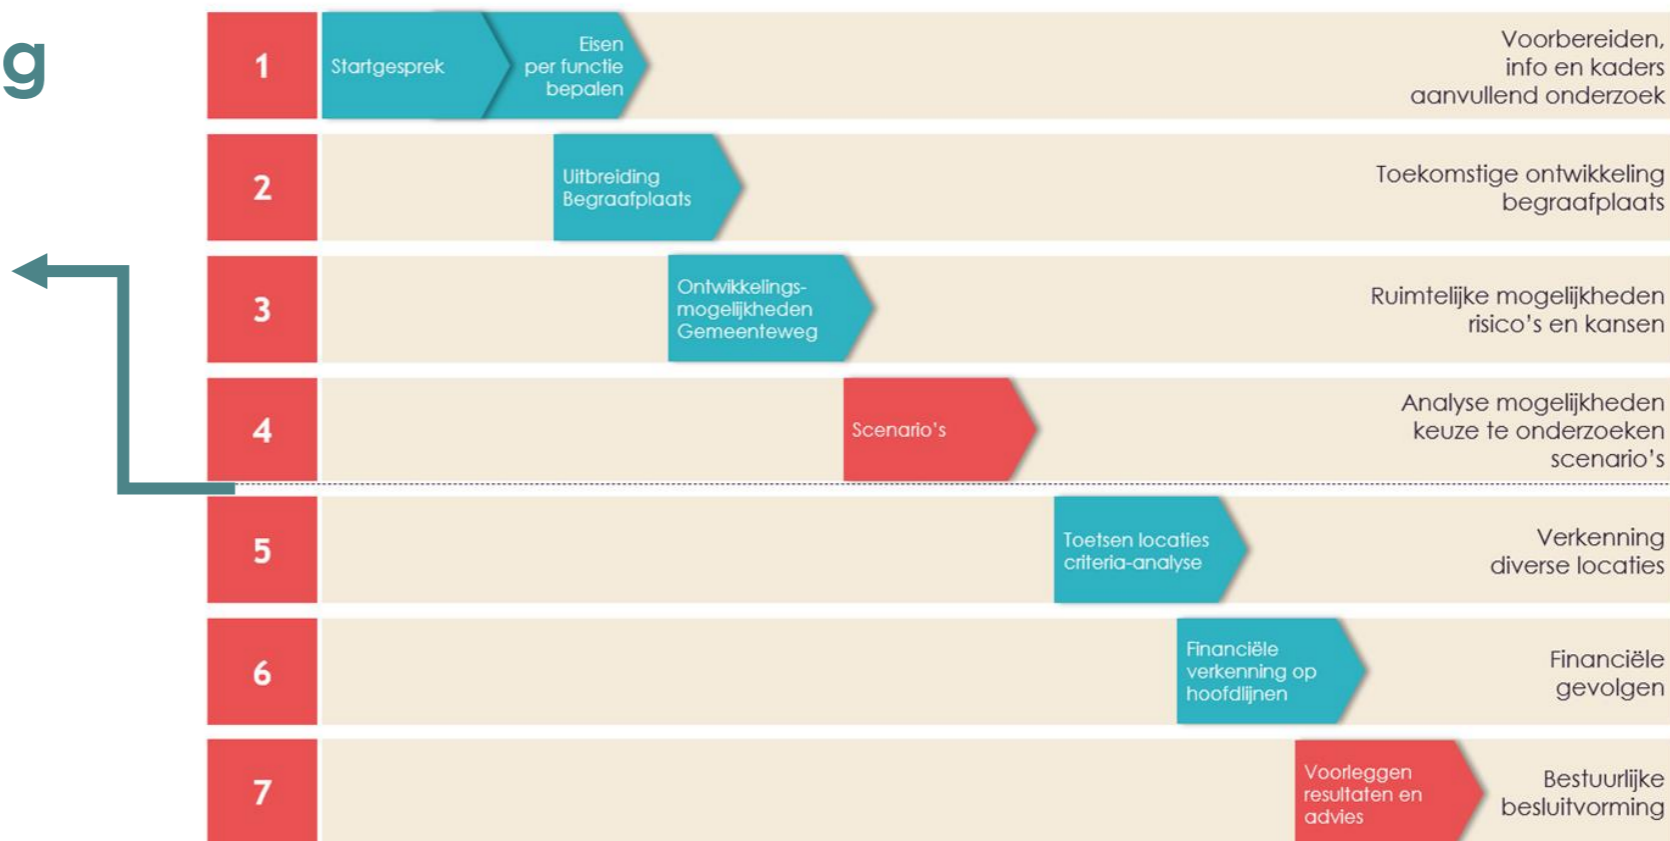 g
1
Startgesprek
Eisen
per functie
bepalen
Voorbereiden,
info en kaders
aanvullend onderzoek
2
Uitbreiding
Begraafplaats
Toekomstige ontwikkeling
begraafplaats
3
Ontwikkelings-
mogelijkheden
Gemeenteweg
Ruimtelijke mogelijkheden
risico's en kansen
4
Scenario's
Analyse mogelijkheden
keuze te onderzoeken
scenario's
5
Toetsen locaties
criteria-analyse
Verkenning
diverse locaties
6
Financiële
verkenning op
hoofdlijnen
Financiële
gevolgen
7
Voorleggen
resultaten en
advies
Bestuurlijke
besluitvorming